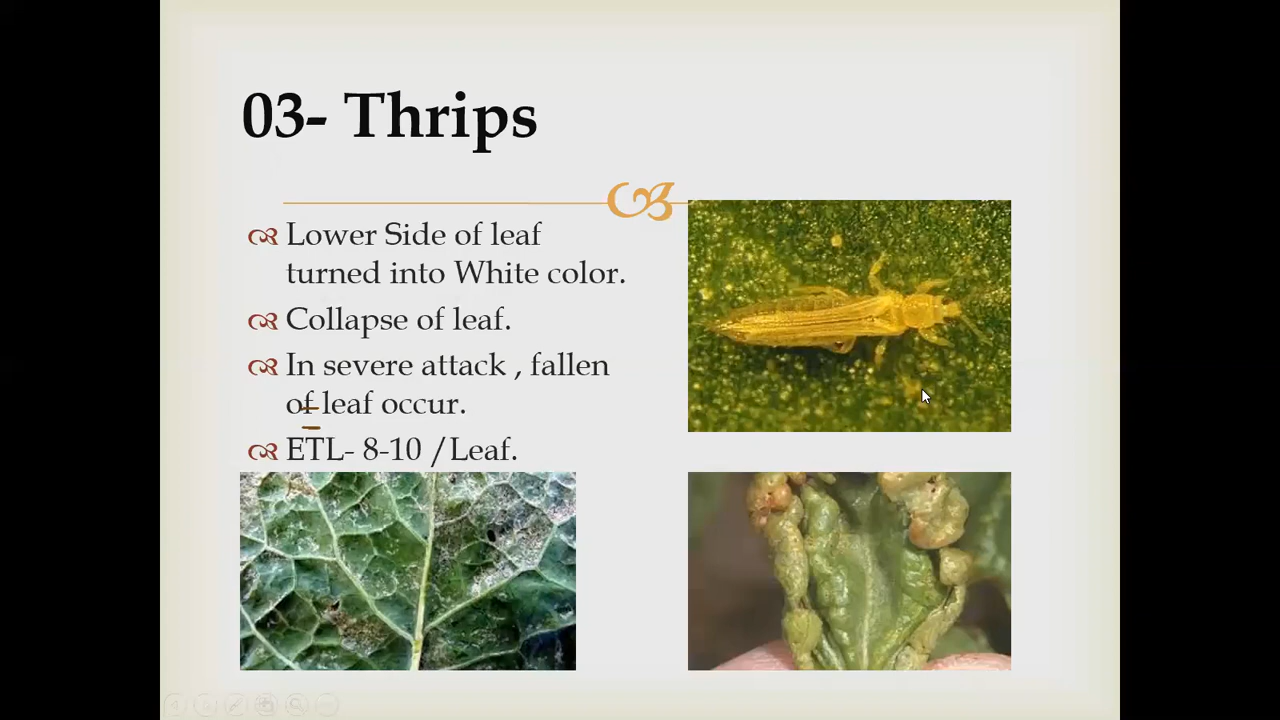 03- Thrips
Lower Side of leaf
turned into White color.
Collapse of leaf.
In severe attack , fallen
of leaf occur.
ETL- 8-10 /Leaf.